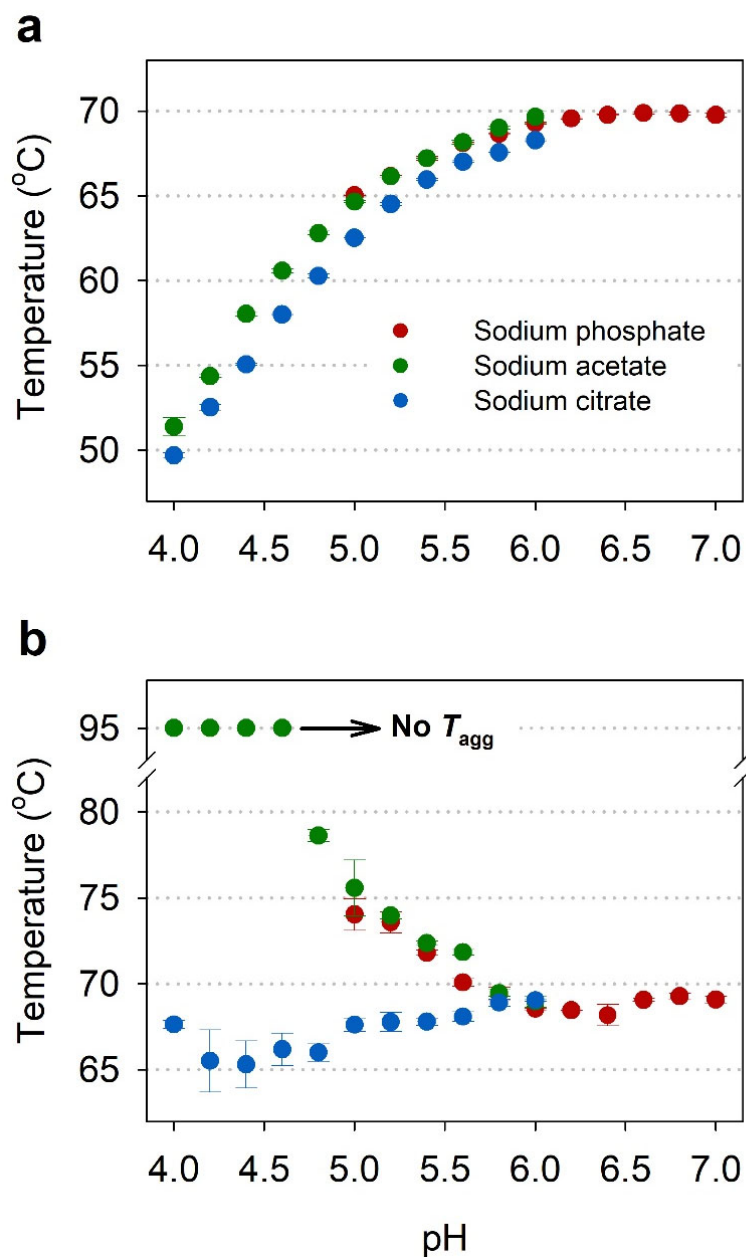 a
Temperature (°C)
70
65
60
55
50
Sodium phosphate
Sodium acetate
Sodium citrate
4.0 4.5 5.0 5.5 6.0 6.5 7.0
b
Temperature (°C)
95
No Tagg
80
75
70
65
4.0 4.5 5.0 5.5 6.0 6.5 7.0
pH